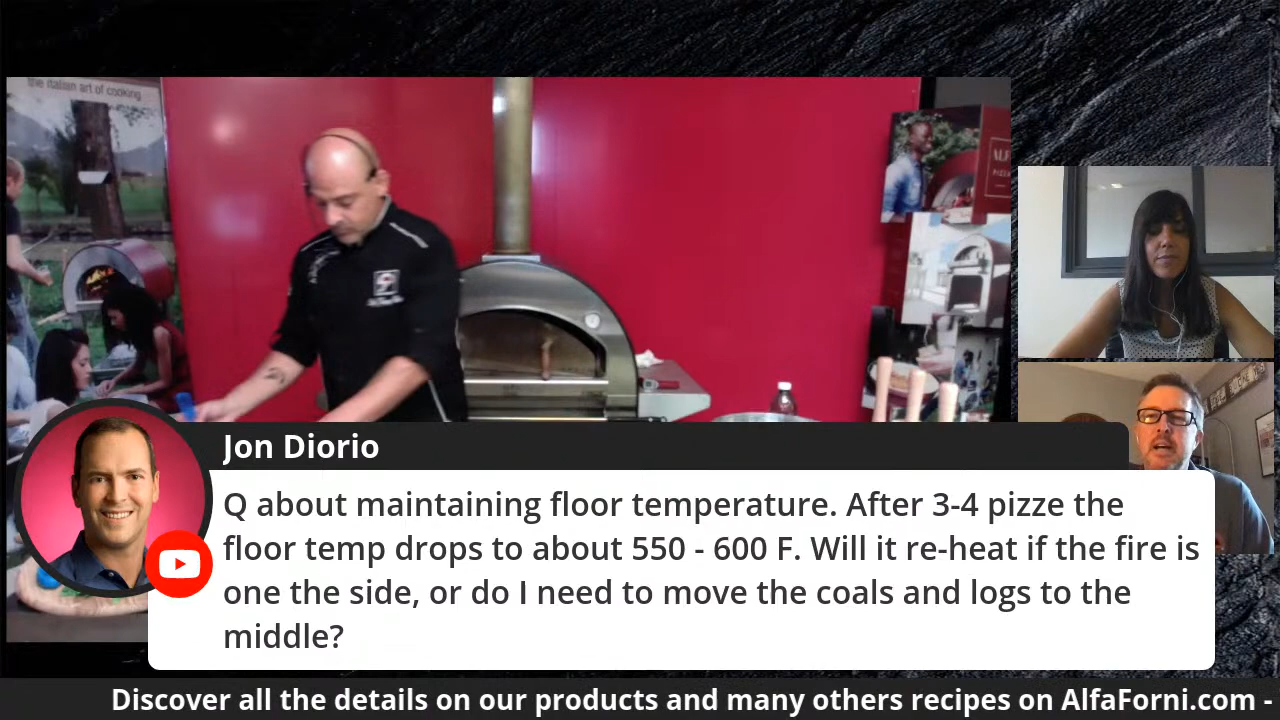 the italian art of cooking
ALF
PIZZ
Jon Diorio
Q about maintaining floor temperature. After 3-4 pizze the
floor temp drops to about 550 - 600 F. Will it re-heat if the fire is
one the side, or do I need to move the coals and logs to the
middle?
Discover all the details on our products and many others recipes on AlfaForni.com -